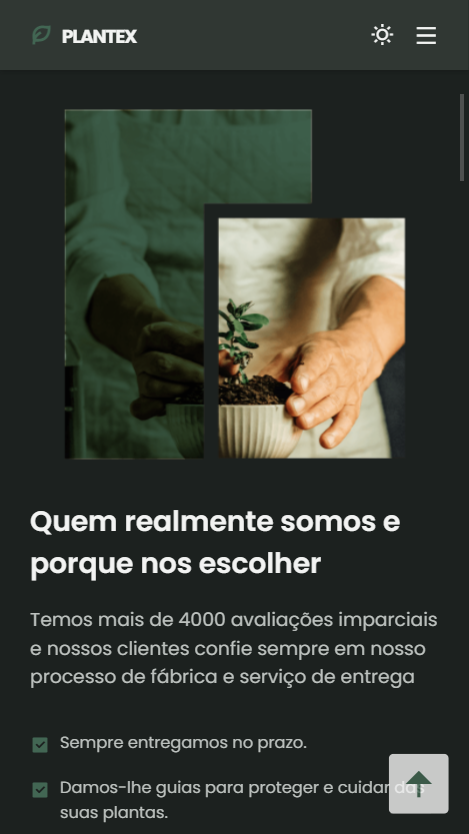 PLANTEX
Quem realmente somos e
porque nos escolher
Temos mais de 4000 avaliações imparciais
e nossos clientes confie sempre em nosso
processo de fábrica e serviço de entrega
Sempre entregamos no prazo.
Damos-lhe guias para proteger e cuidar das
suas plantas.